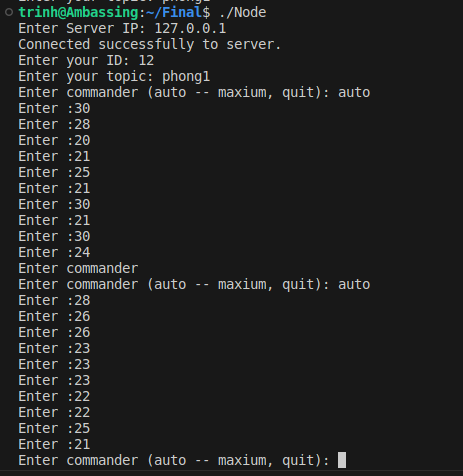 trinh@Ambassing:~/Final$ ./Node
Enter Server IP: 127.0.0.1
Connected successfully to server.
Enter your ID: 12
Enter your topic: phong1
Enter commander (auto -- maxium, quit): auto
Enter :30
Enter :28
Enter :20
Enter :21
Enter :25
Enter :21
Enter :30
Enter :21
Enter :30
Enter :24
Enter commander
Enter commander (auto -- maxium, quit): auto
Enter :28
Enter :26
Enter :26
Enter :23
Enter :23
Enter :23
Enter :22
Enter :22
Enter :25
Enter :21
Enter commander (auto -- maxium, quit):